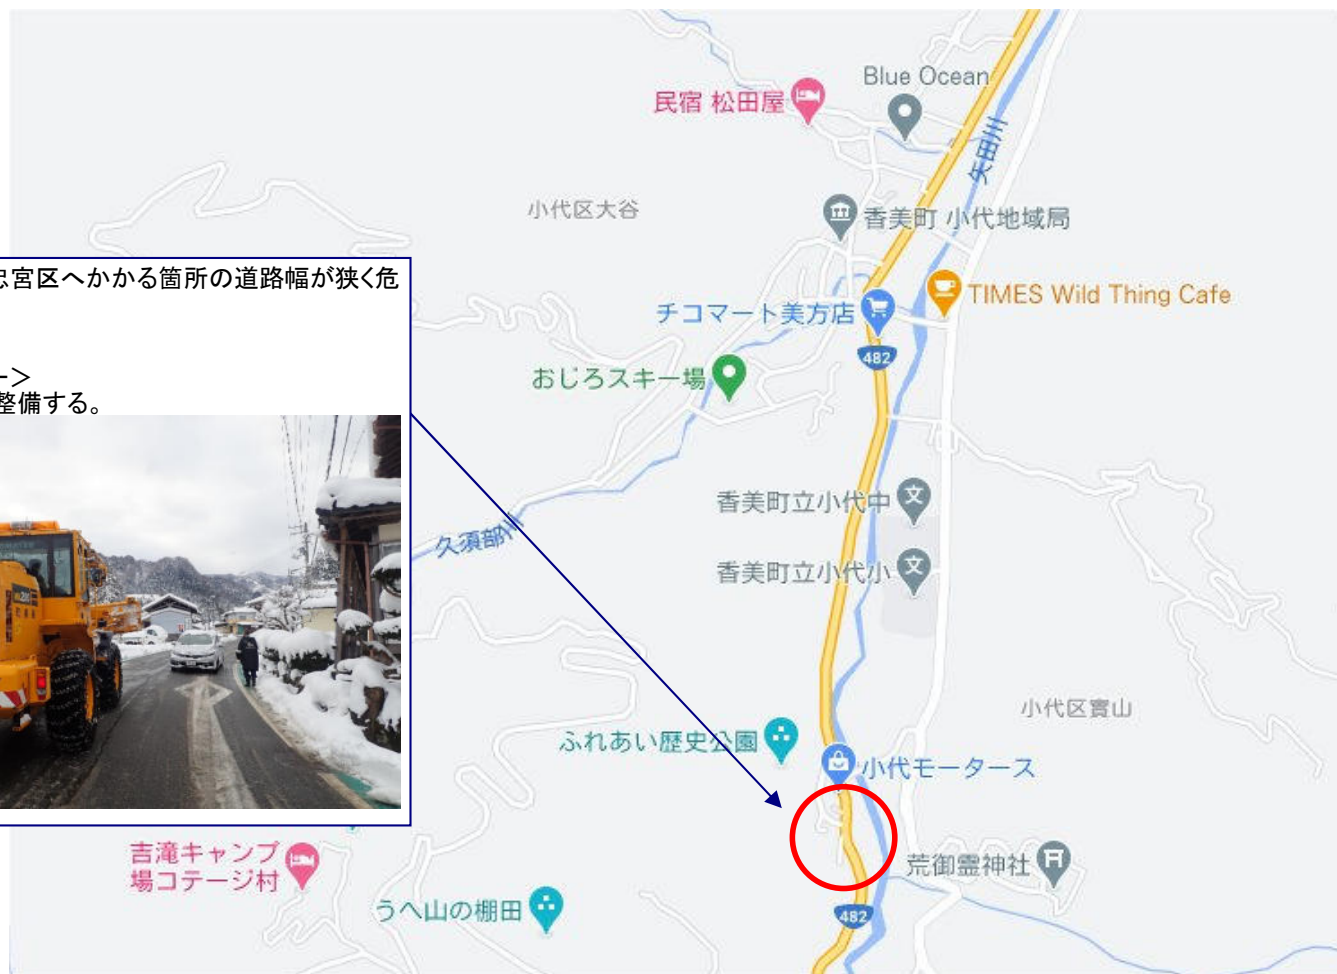 Blue Ocean
民宿 松田屋
矢田川
小代区大谷
香美町 小代地域局
宮区へかかる箇所の道路幅が狭く危
TIMES Wild Thing Cafe
チコマート美方店
482
ー>
おじろスキー場
整備する。
香美町立小代中
久須部川
香美町立小代小
小代区實山
ふれあい歴史公園
小代モータース
吉滝キャンプ
場コテージ村
荒御霊神社
うへ山の棚田
482